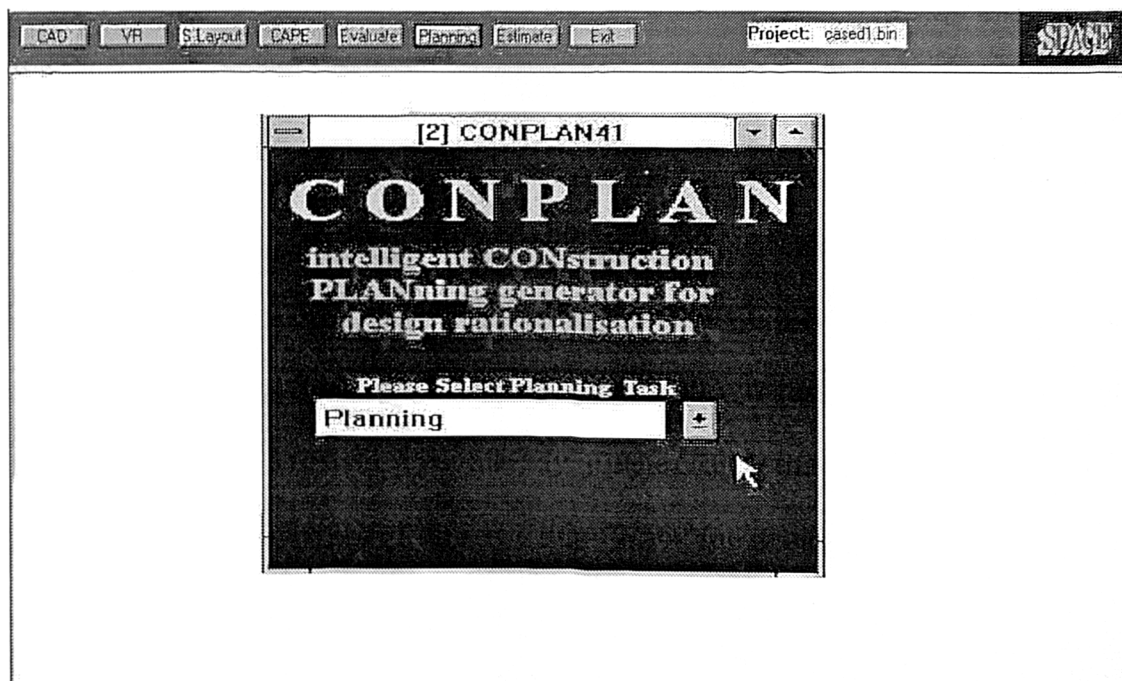 CAD VR S.Layout CAPE Evaluate Planning Estimate Exit Project: cased1.bin SPACE
[2] CONPLAN41
CONPLAN
intelligent CONstruction
PLANning generator for
design rationalisation
Please Select Planning Task
Planning